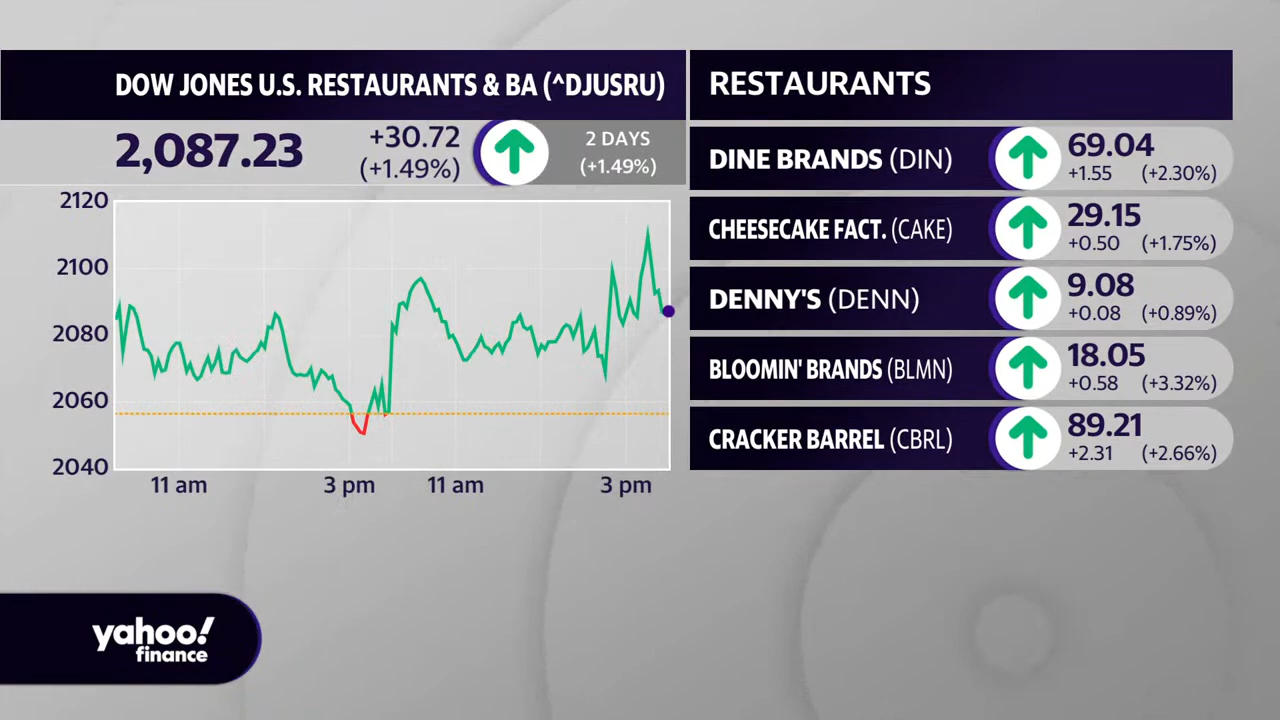 DOW JONES U.S. RESTAURANTS & BA (^DJUSRU)
2,087.23
+30.72
(+1.49%)
2 DAYS
(+1.49%)
2120
2100
2080
2060
2040
11 am
3 pm
11 am
3 pm
RESTAURANTS
DINE BRANDS (DIN)
69.04
+1.55 (+2.30%)
CHEESECAKE FACT. (CAKE)
29.15
+0.50 (+1.75%)
DENNY'S (DENN)
9.08
+0.08 (+0.89%)
BLOOMIN' BRANDS (BLMN)
18.05
+0.58 (+3.32%)
CRACKER BARREL (CBRL)
89.21
+2.31 (+2.66%)
yahoo!
finance